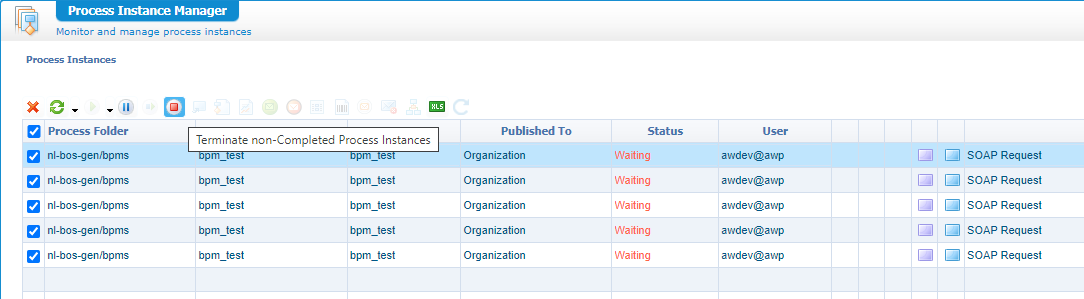 Process Instance Manager
Monitor and manage process instances
Process Instances
XLS
Process Folder Published To Status User
Terminate non-Completed Process Instances
nl-bos-gen/bpms bpm_test bpm_test Organization Waiting awdev@awp SOAP Request
nl-bos-gen/bpms bpm_test bpm_test Organization Waiting awdev@awp SOAP Request
nl-bos-gen/bpms bpm_test bpm_test Organization Waiting awdev@awp SOAP Request
nl-bos-gen/bpms bpm_test bpm_test Organization Waiting awdev@awp SOAP Request
nl-bos-gen/bpms bpm_test bpm_test Organization Waiting awdev@awp SOAP Request